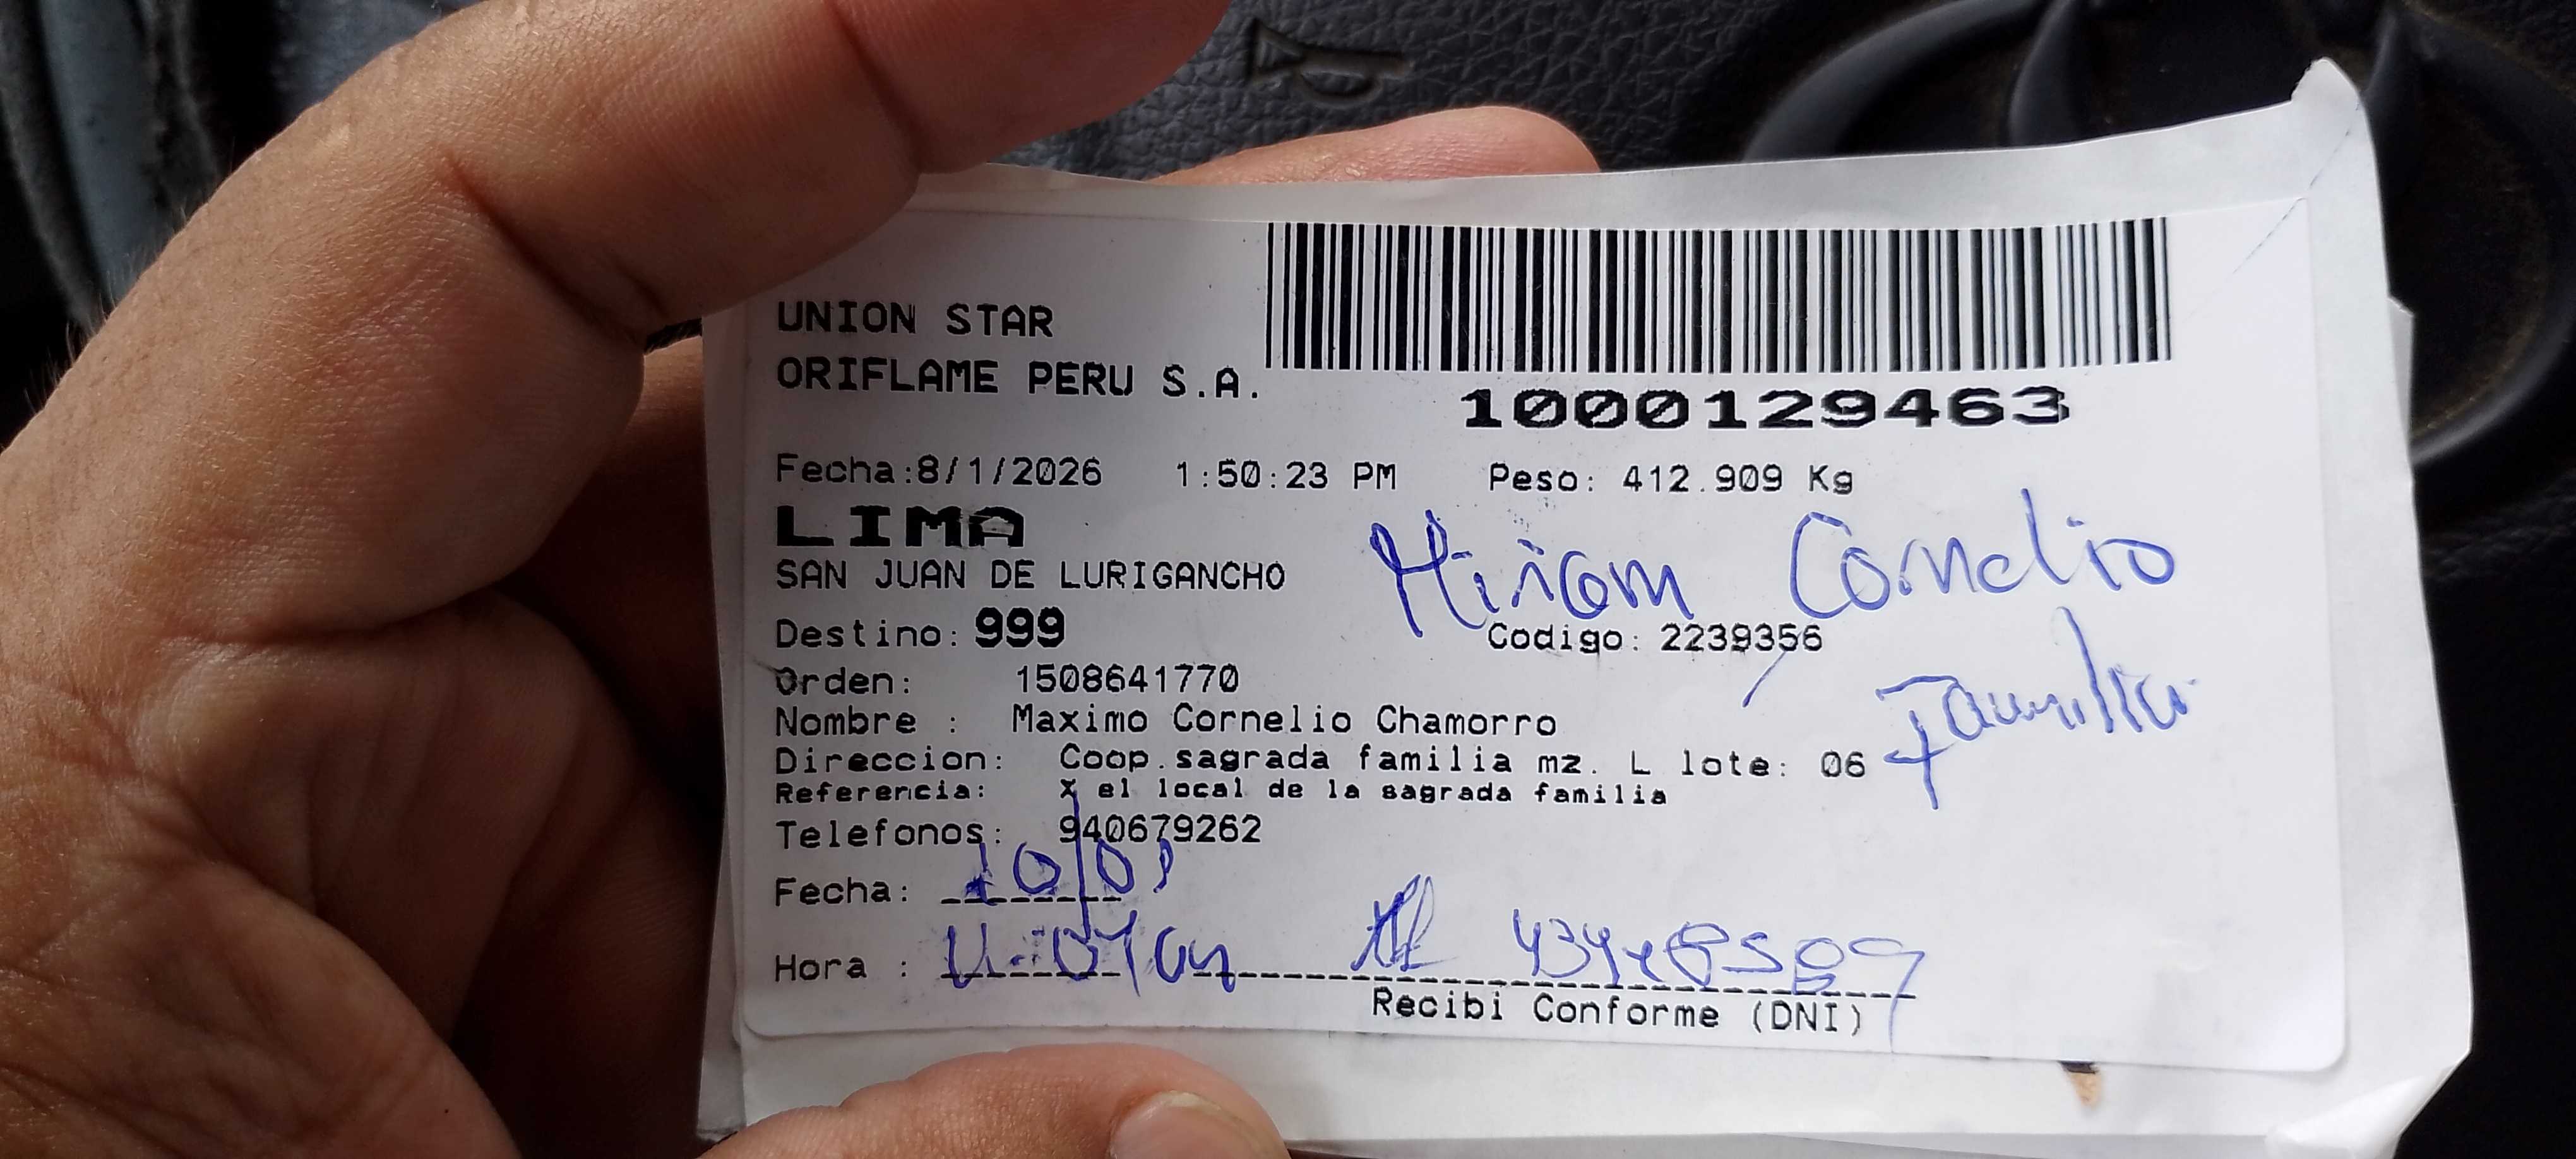 UNION STAR
ORIFLAME PERU S.A.
1000129463
Fecha:8/1/2026 1:50:23 PM Peso: 412.909 Kg
LIMA
Miriam Cornelio
SAN JUAN DE LURIGANCHO
Destino: 999 Codigo: 2239356
Orden: 1508641770
Familia
Nombre : Maximo Cornelio Chamorro
Direccion: Coop.sagrada familia mz. L lote: 06
Referencia: X el local de la sagrada familia
Telefonos: 940679262
Fecha: 10/01
Hora :
Recibi Conforme (DNI)